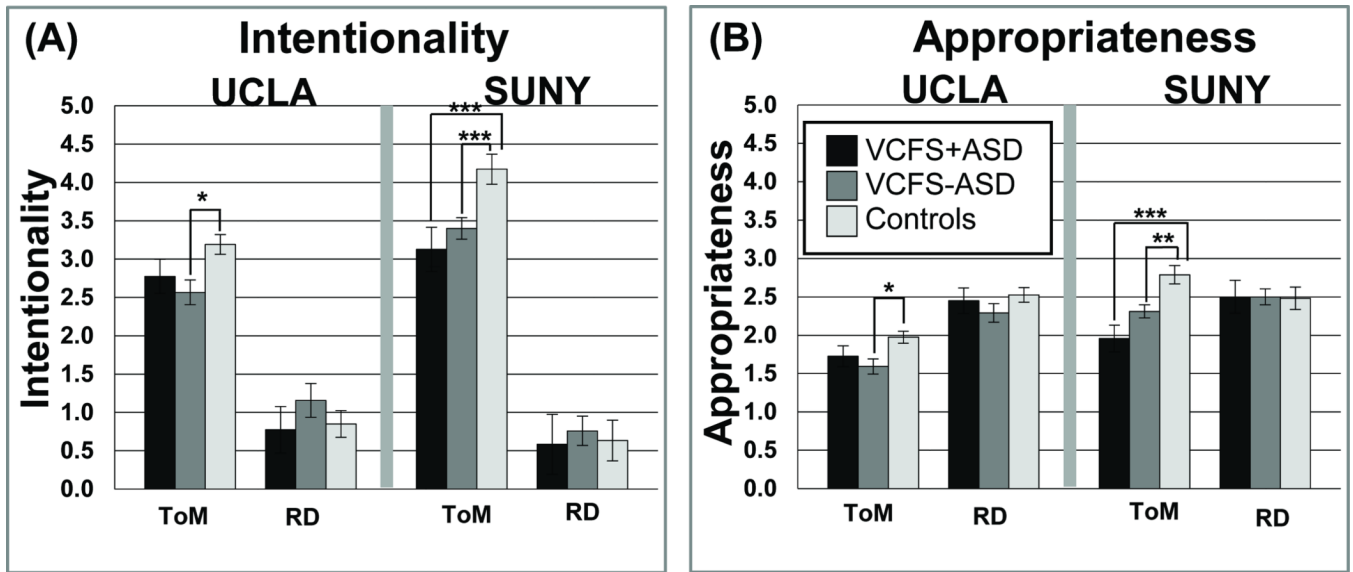 (A) Intentionality
UCLA SUNY
Intentionality
5.0
4.5
4.0
3.5
3.0
2.5
2.0
1.5
1.0
0.5
0.0
*
***
***
ToM RD ToM RD
(B) Appropriateness
UCLA SUNY
Appropriateness
5.0
4.5
4.0
3.5
3.0
2.5
2.0
1.5
1.0
0.5
0.0
VCFS+ASD
VCFS-ASD
Controls
*
***
**
ToM RD ToM RD